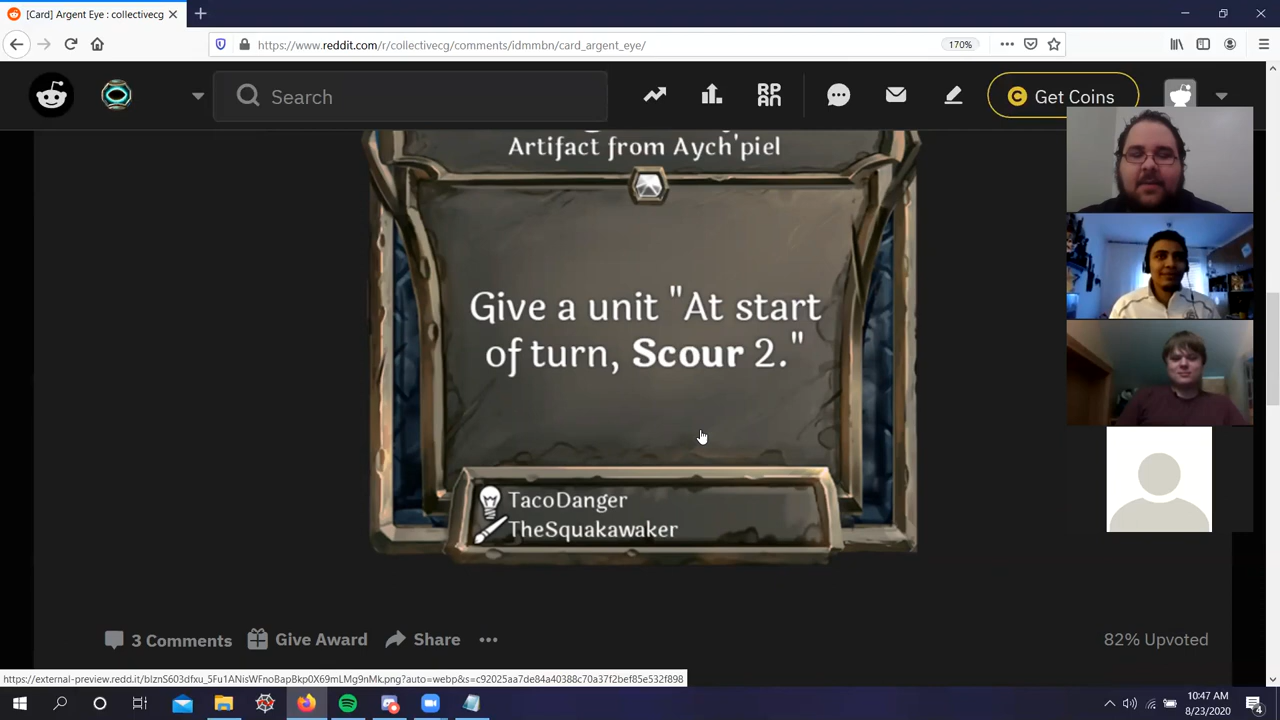 [Card] Argent Eye : collectivecg
https://www.reddit.com/r/collectivecg/comments/idmmbn/card_argent_eye/
170%
Search
RPAN
Get Coins
Artifact from Aych'piel
Give a unit "At start
of turn, Scour 2."
TacoDanger
TheSquakawaker
3 Comments
Give Award
Share
82% Upvoted
https://external-preview.redd.it/blznS603dfxu_5Fu1ANisWFnoBapBkp0X69mLMg9nMk.png?auto=webp&s=c92025aa7de84a40388c70a37f2bef85e532f898
10:47 AM
8/23/2020
4